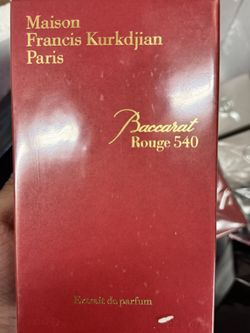 Maison
Francis Kurkdjian
Paris
Baccarat
Rouge 540
Extrait de parfum